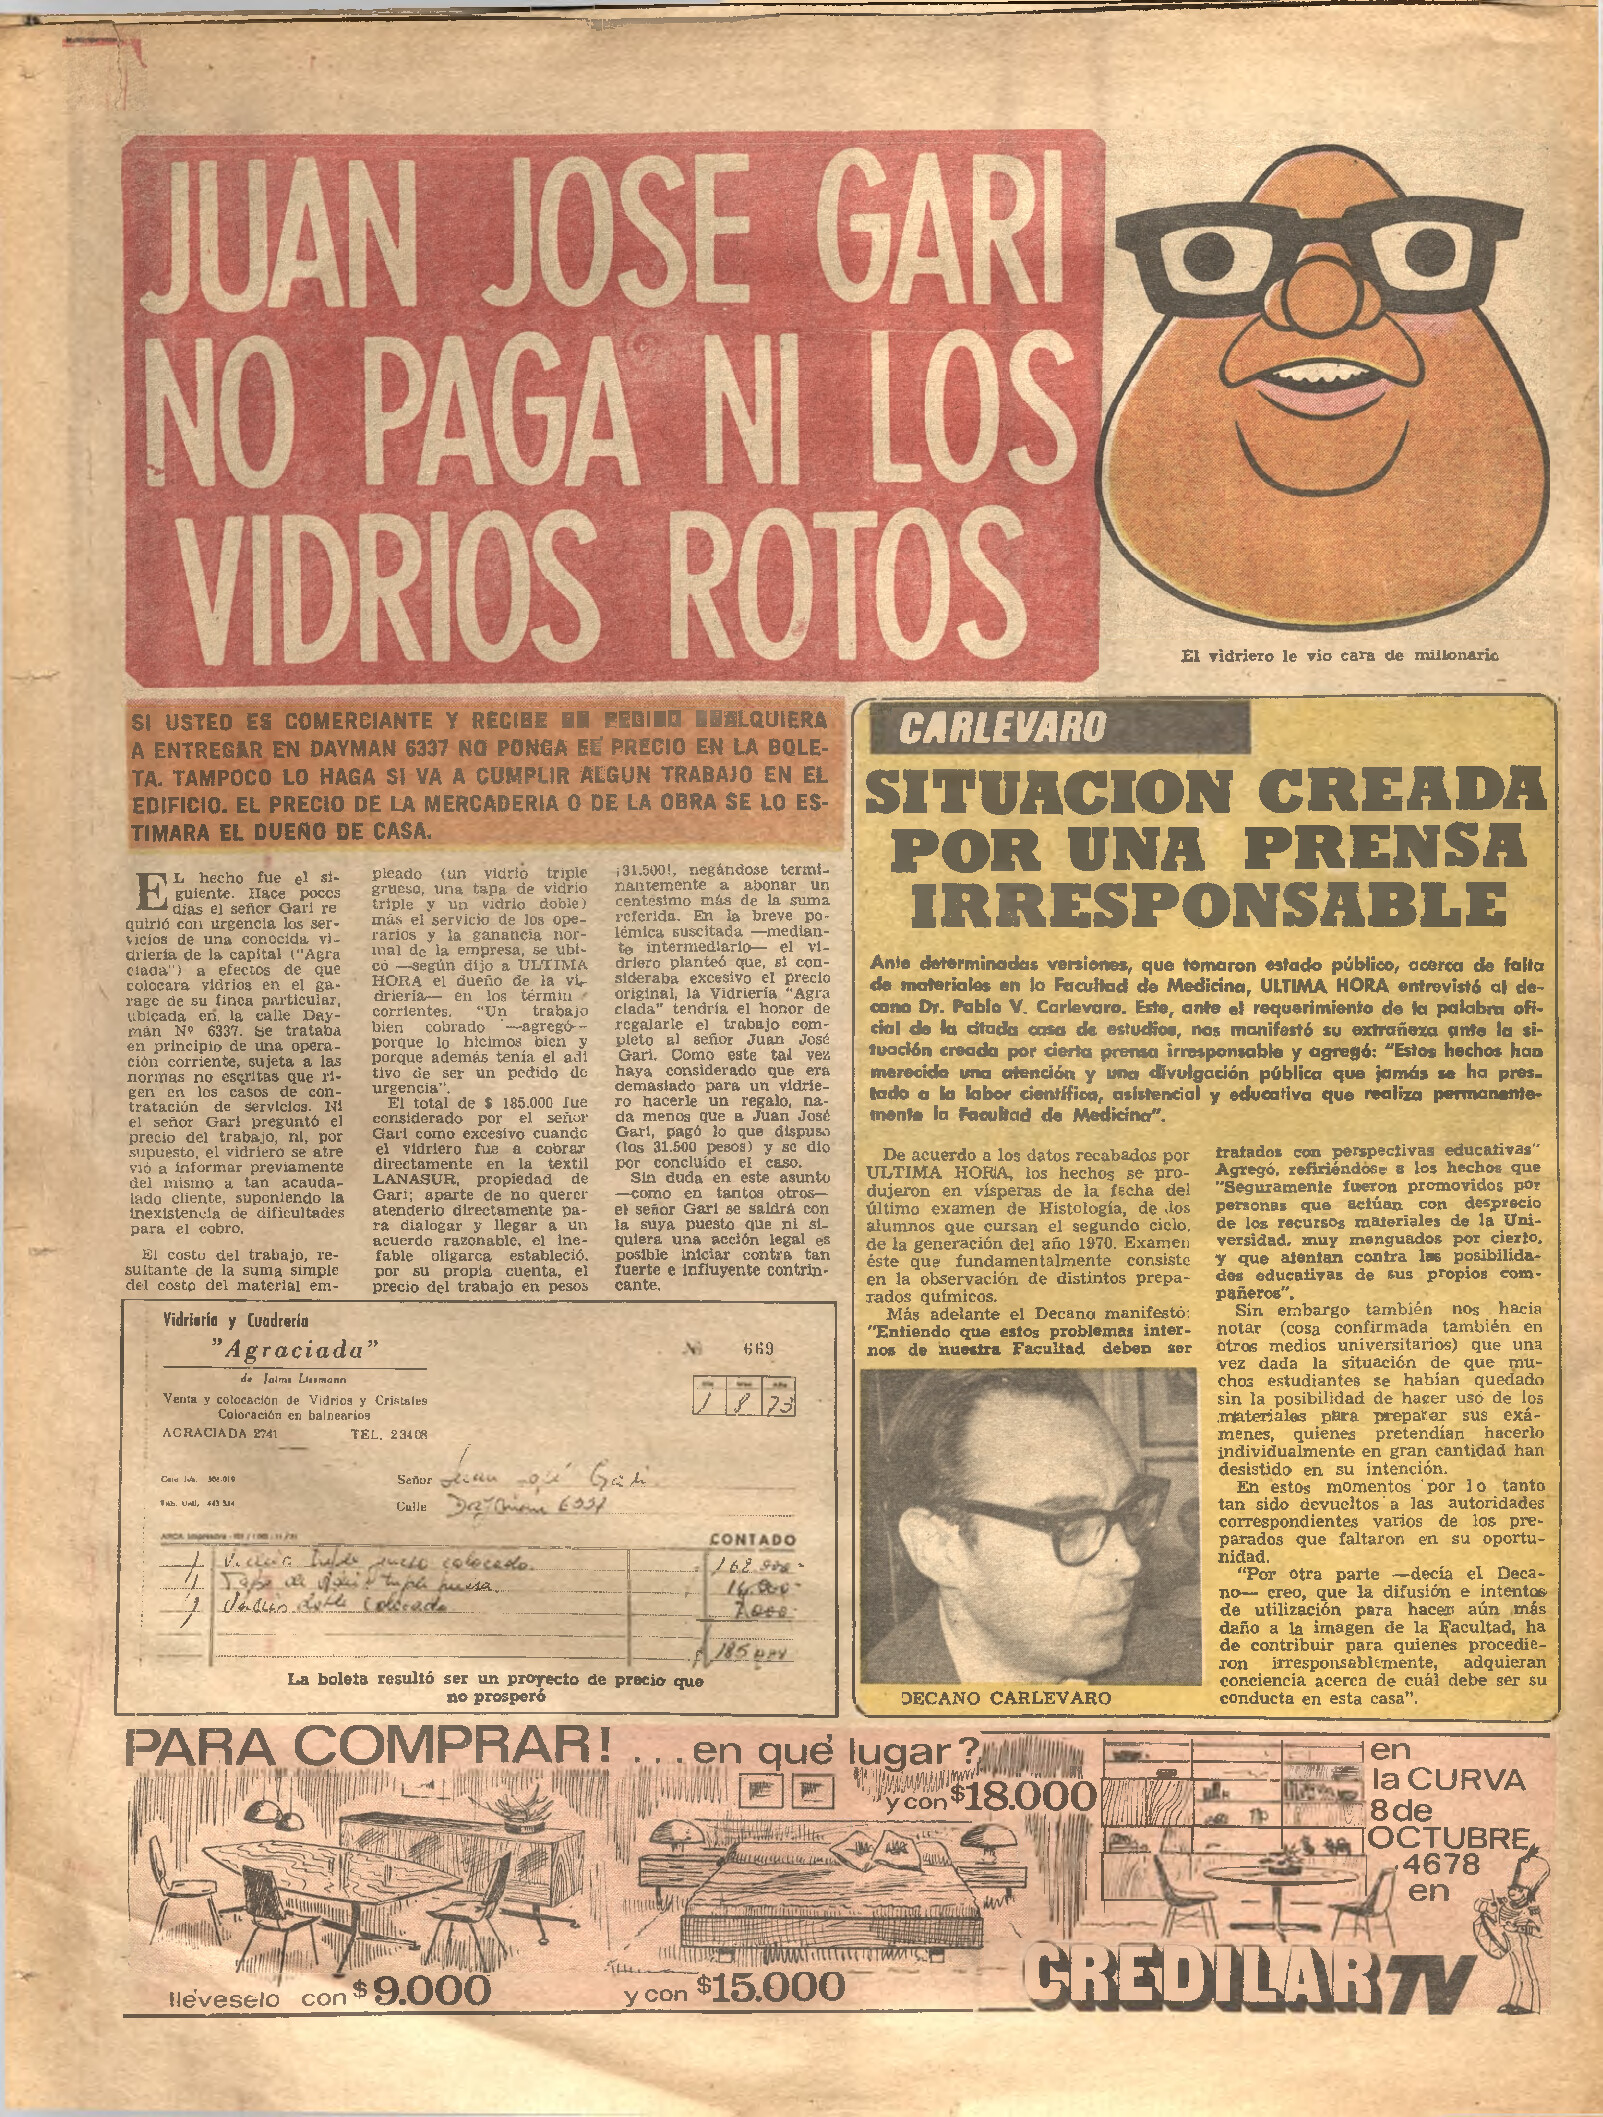 JUAN JOSE GARI
NO PAGA NI LOS
VIDRIOS ROTOS
El vidriero le vio cara de millonario
SI USTED ES COMERCIANTE Y RECIBE UN PEDIDO CUALQUIERA
A ENTREGAR EN DAYMAN 6337 NO PONGA EL PRECIO EN LA BOLE-
TA. TAMPOCO LO HAGA SI VA A CUMPLIR ALGUN TRABAJO EN EL
EDIFICIO. EL PRECIO DE LA MERCADERIA O DE LA OBRA SE LO ES-
TIMARA EL DUEÑO DE CASA.
EL hecho fue el si-
guiente. Hace pocos
días el señor Gari re
quirió con urgencia los ser-
vicios de una conocida vi-
driería de la capital ("Agra
ciada") a efectos de que
colocara vidrios en el ga-
rage de su finca particular,
ubicada en la calle Day-
mán Nº 6337. Se trataba
en principio de una opera-
ción corriente, sujeta a las
normas no escritas que ri-
gen en los casos de con-
tratación de servicios. Ni
el señor Gari preguntó el
precio del trabajo, ni, por
supuesto, el vidriero se atre
vió a informar previamente
del mismo a tan acauda-
lado cliente, suponiendo la
inexistencia de dificultades
para el cobro.
El costo del trabajo, re-
sultante de la suma simple
del costo del material em-
pleado (un vidrio triple
grueso, una tapa de vidrio
triple y un vidrio doble)
más el servicio de los ope-
rarios y la ganancia nor-
mal de la empresa, se ubi-
có —según dijo a ULTIMA
HORA el dueño de la vi-
driería— en los términ
corrientes. "Un trabajo
bien cobrado —agregó—
porque lo hicimos bien y
porque además tenía el adi
tivo de ser un pedido de
urgencia".
El total de $ 185.000 fue
considerado por el señor
Gari como excesivo cuando
el vidriero fue a cobrar
directamente en la textil
LANASUR, propiedad de
Gari; aparte de no querer
atenderlo directamente pa-
ra dialogar y llegar a un
acuerdo razonable, el ine-
fable oligarca estableció,
por su propia cuenta, el
precio del trabajo en pesos
¡31.500!, negándose termi-
nantemente a abonar un
centésimo más de la suma
referida. En la breve po-
lémica suscitada —median-
te intermediario— el vi-
driero planteó que, si con-
sideraba excesivo el precio
original, la Vidriería "Agra
ciada" tendría el honor de
regalarle el trabajo com-
pleto al señor Juan José
Gari. Como este tal vez
haya considerado que era
demasiado para un vidrie-
ro hacerle un regalo, na-
da menos que a Juan José
Gari, pagó lo que dispuso
(los 31.500 pesos) y se dio
por concluido el caso.
Sin duda en este asunto
—como en tantos otros—
el señor Gari se saldrá con
la suya puesto que ni si-
quiera una acción legal es
posible iniciar contra tan
fuerte e influyente contrin-
cante.
Vidriería y Cuadrería
"Agraciada"
de Jaime Liermann
Venta y colocación de Vidrios y Cristales
Coloración en balnearios
AGRACIADA 2741 TEL. 23408
N 669
1 8 73
Señor Juan José Gari
Calle Dayman 6337
CONTADO
1 Vidrio triple grueso colocado. 162.000-
1 Tapa de vidrio triple gruesa. 14.000-
1 Vidrio doble colocado 7.000-
$ 185.000
La boleta resultó ser un proyecto de precio que
no prosperó
CARLEVARO
SITUACION CREADA
POR UNA PRENSA
IRRESPONSABLE
Ante determinadas versiones, que tomaron estado público, acerca de falta
de materiales en la Facultad de Medicina, ULTIMA HORA entrevistó al de-
cano Dr. Pablo V. Carlevaro. Este, ante el requerimiento de la palabra ofi-
cial de la citada casa de estudios, nos manifestó su extrañeza ante la si-
tuación creada por cierta prensa irresponsable y agregó: "Estos hechos han
merecido una atención y una divulgación pública que jamás se ha pres-
tado a la labor científica, asistencial y educativa que realiza permanente-
mente la Facultad de Medicina".
De acuerdo a los datos recabados por
ULTIMA HORA, los hechos se pro-
dujeron en vísperas de la fecha del
último examen de Histología, de los
alumnos que cursan el segundo ciclo,
de la generación del año 1970. Examen
éste que fundamentalmente consiste
en la observación de distintos prepa-
rados químicos.
Más adelante el Decano manifestó:
"Entiendo que estos problemas inter-
nos de nuestra Facultad deben ser
DECANO CARLEVARO
tratados con perspectivas educativas"
Agregó, refiriéndose a los hechos que
"Seguramente fueron promovidos por
personas que actúan con desprecio
de los recursos materiales de la Uni-
versidad, muy menguados por cierto,
y que atentan contra las posibilida-
des educativas de sus propios com-
pañeros".
Sin embargo también nos hacía
notar (cosa confirmada también en
otros medios universitarios) que una
vez dada la situación de que mu-
chos estudiantes se habían quedado
sin la posibilidad de hacer uso de los
materiales para preparar sus exá-
menes, quienes pretendían hacerlo
individualmente en gran cantidad han
desistido en su intención.
En estos momentos por lo tanto
tan sido devueltos a las autoridades
correspondientes varios de los pre-
parados que faltaron en su oportu-
nidad.
"Por otra parte —decía el Deca-
no— creo, que la difusión e intentos
de utilización para hacer aún más
daño a la imagen de la Facultad, ha
de contribuir para quienes procedie-
ron irresponsablemente, adquieran
conciencia acerca de cuál debe ser su
conducta en esta casa".
PARA COMPRAR! ...en qué lugar?
y con $18.000
lléveselo con $9.000
y con $15.000
en
la CURVA
8 de
OCTUBRE
4678
en
CREDILAR TV